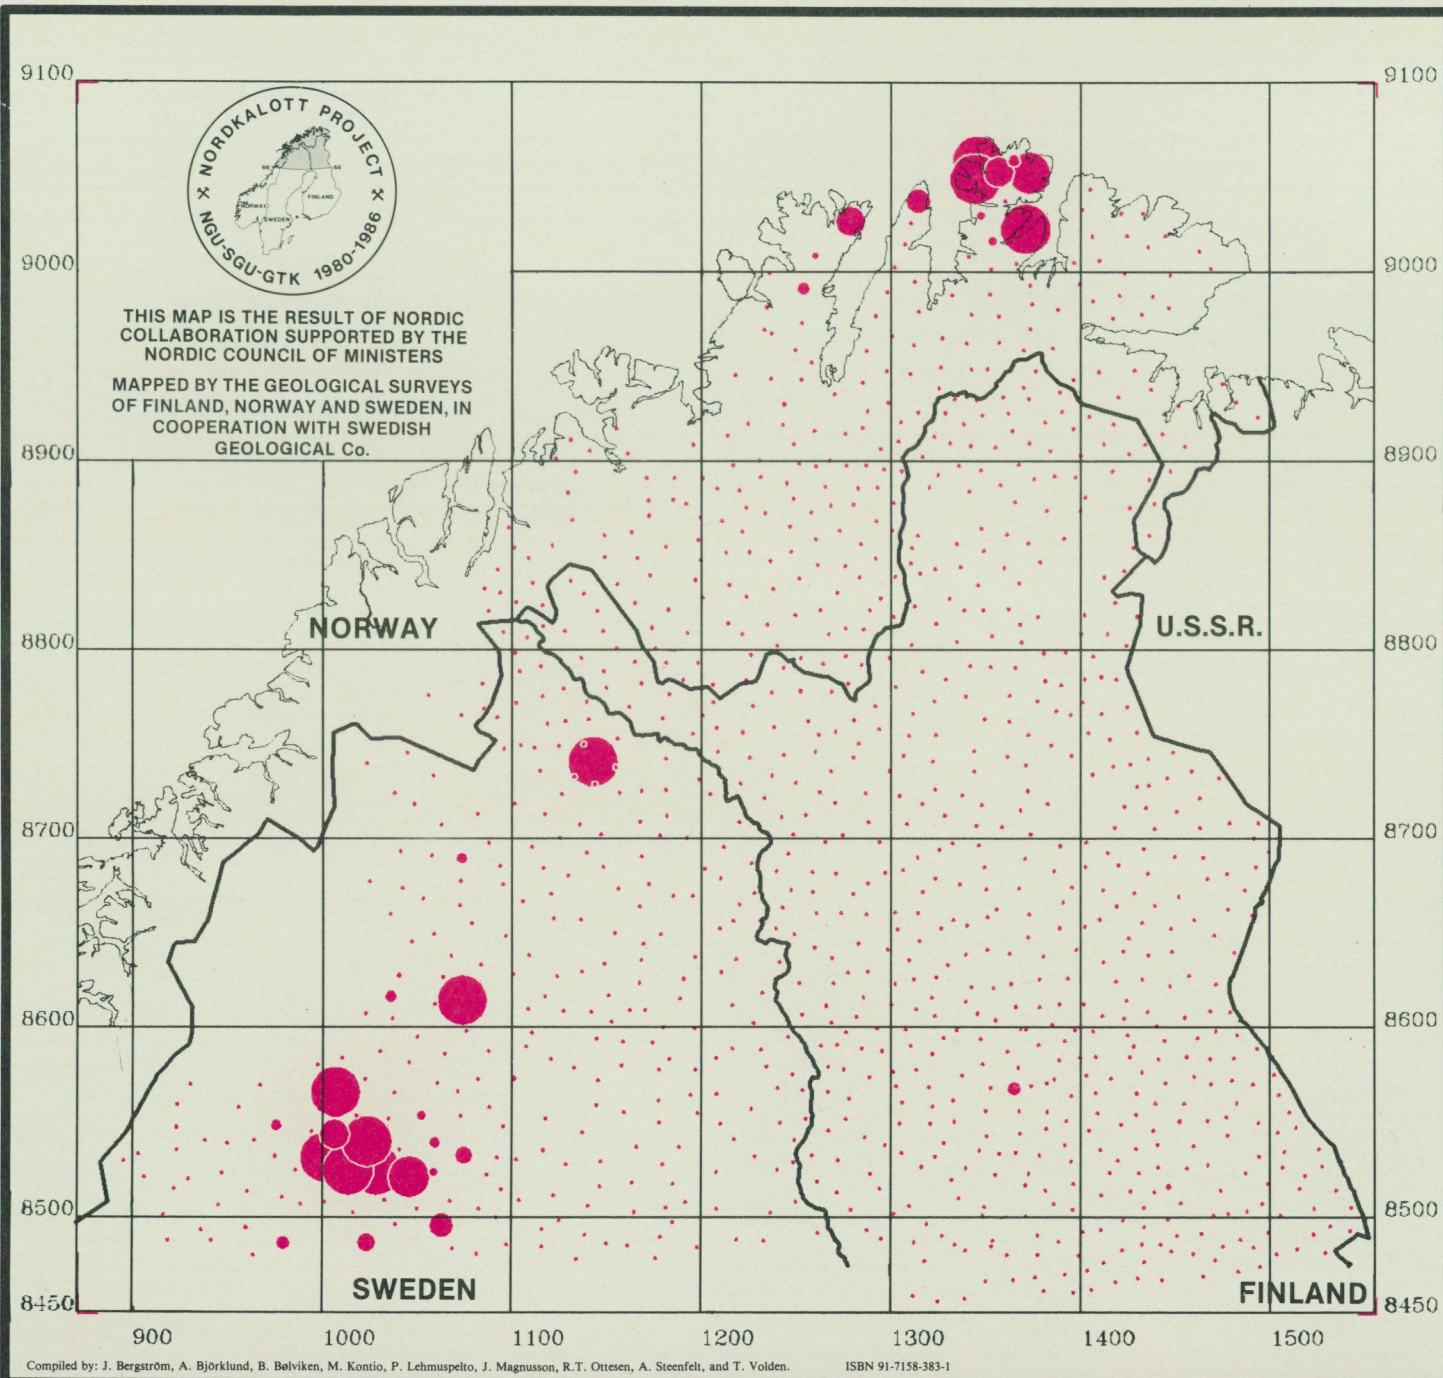 9100
9100
NORDKALOTT PROJECT
NGU-SGU-GTK 1980-1986
NORWAY
SWEDEN
FINLAND
9000
9000
THIS MAP IS THE RESULT OF NORDIC
COLLABORATION SUPPORTED BY THE
NORDIC COUNCIL OF MINISTERS
MAPPED BY THE GEOLOGICAL SURVEYS
OF FINLAND, NORWAY AND SWEDEN, IN
COOPERATION WITH SWEDISH
GEOLOGICAL Co.
8900
8900
NORWAY
U.S.S.R.
8800
8800
8700
8700
8600
8600
8500
8500
SWEDEN
FINLAND
8450
8450
900 1000 1100 1200 1300 1400 1500
Compiled by: J. Bergström, A. Björklund, B. Bølviken, M. Kontio, P. Lehmuspelto, J. Magnusson, R.T. Ottesen, A. Steenfelt, and T. Volden. ISBN 91-7158-383-1